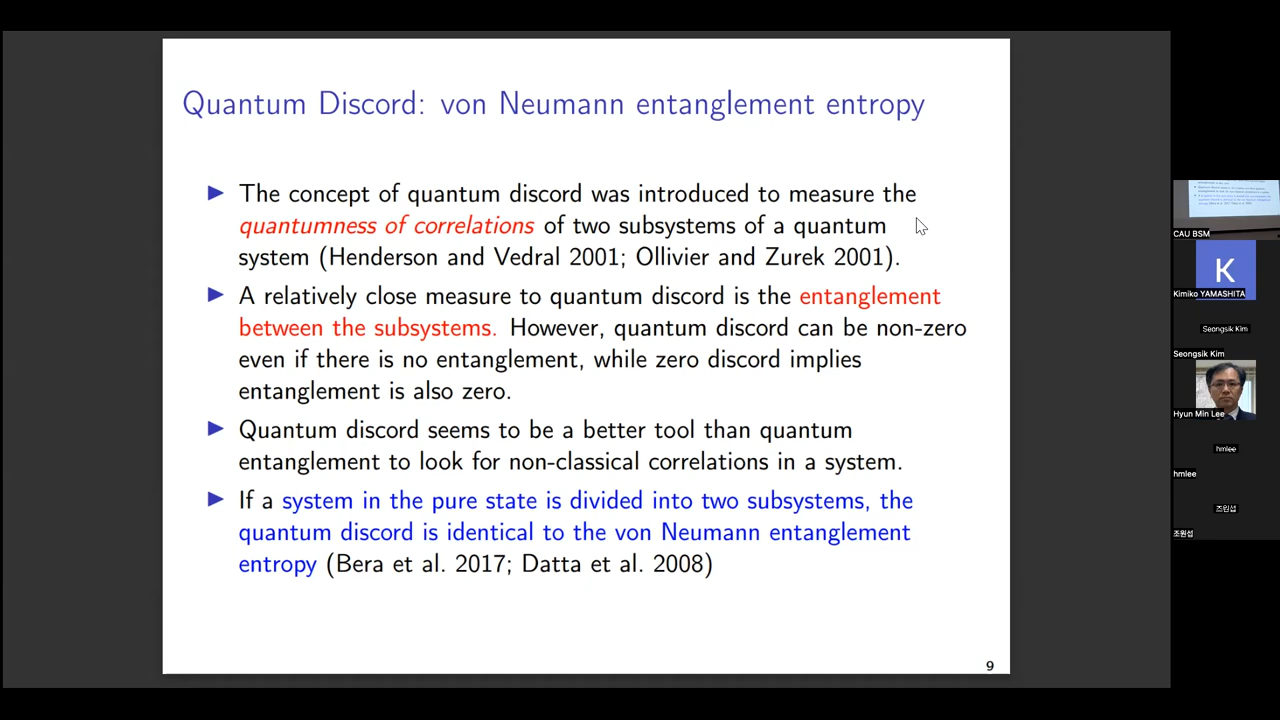 Quantum Discord: von Neumann entanglement entropy
The concept of quantum discord was introduced to measure the
quantumness of correlations of two subsystems of a quantum
system (Henderson and Vedral 2001; Ollivier and Zurek 2001).
A relatively close measure to quantum discord is the entanglement
between the subsystems. However, quantum discord can be non-zero
even if there is no entanglement, while zero discord implies
entanglement is also zero.
Quantum discord seems to be a better tool than quantum
entanglement to look for non-classical correlations in a system.
If a system in the pure state is divided into two subsystems, the
quantum discord is identical to the von Neumann entanglement
entropy (Bera et al. 2017; Datta et al. 2008)
9
CAU BSM
K
Kimiko YAMASHITA
Seongsik Kim
Seongsik Kim
Hyun Min Lee
hmlee
hmlee
조원섭
조원섭